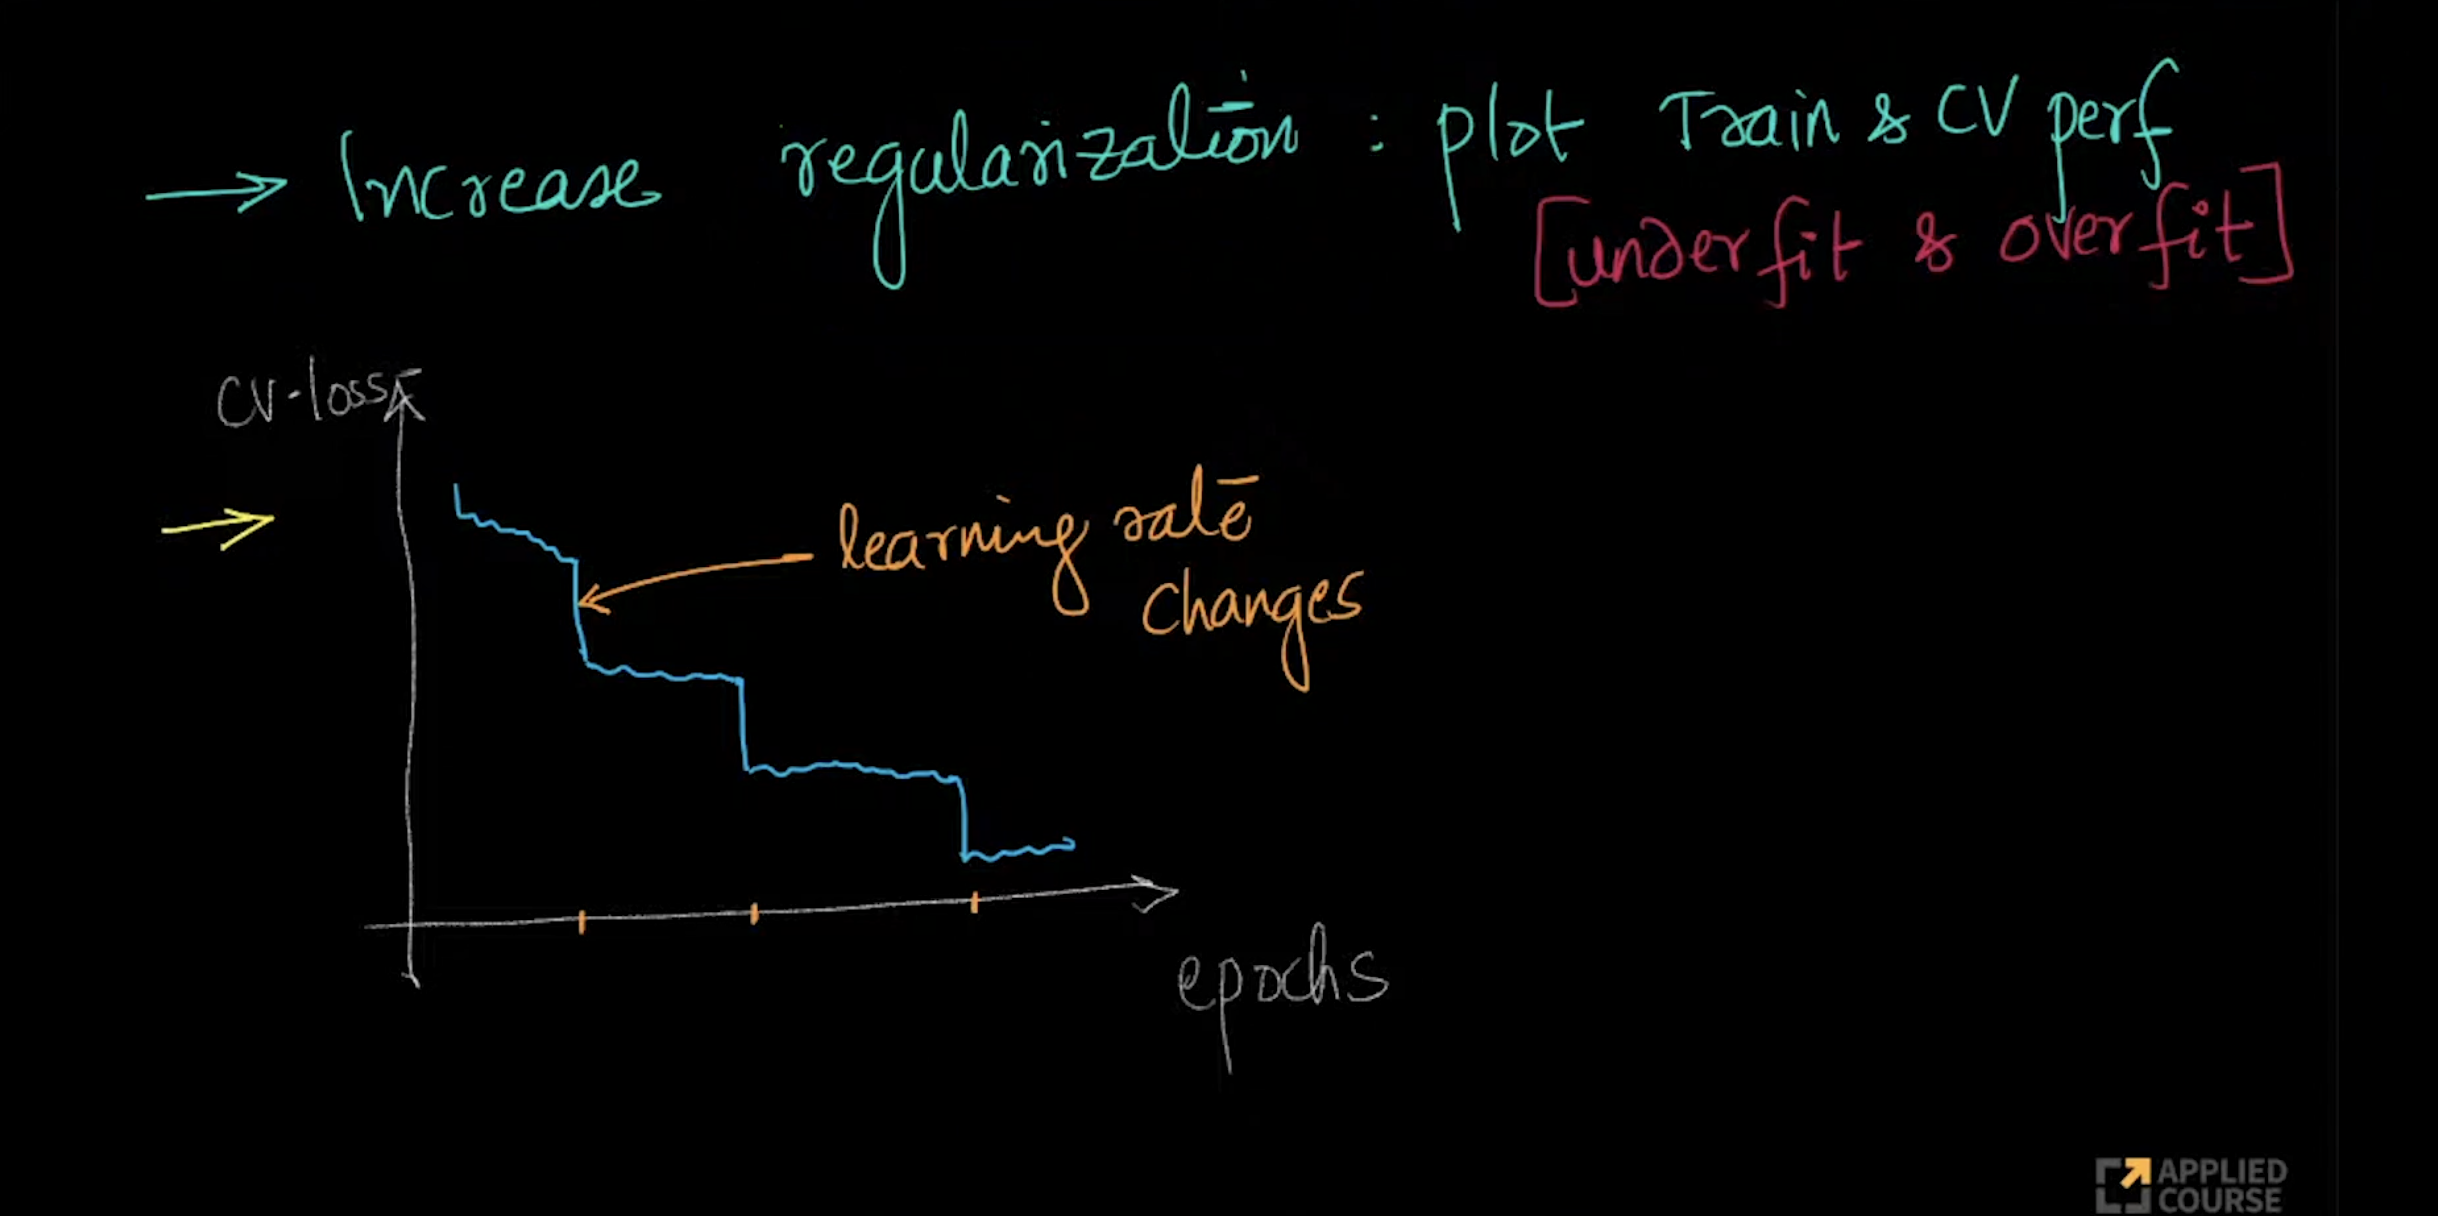 → Increase regularization : plot Train & CV perf
[underfit & overfit]
CV-loss
learning rate
changes
epochs
APPLIED
COURSE